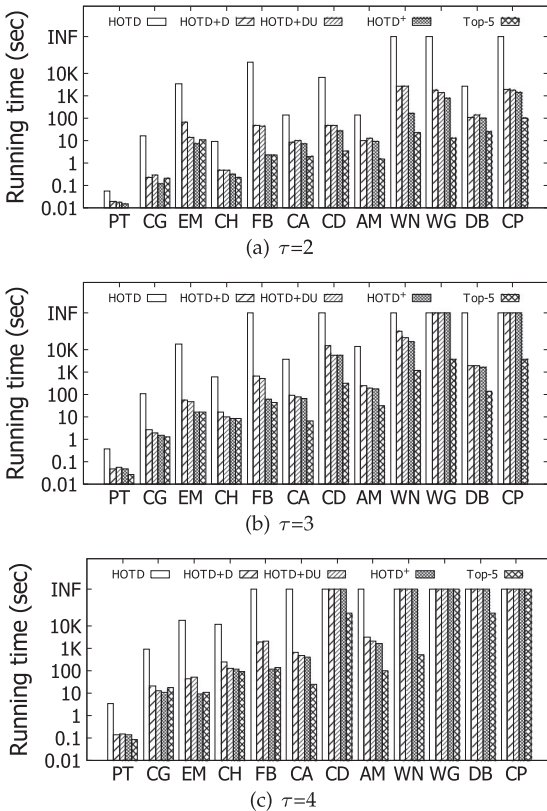 HOTD HOTD+D HOTD+DU HOTD+ Top-5
INF
10K
1K
100
10
1
0.1
0.01
Running time (sec)
PT CG EM CH FB CA CD AM WN WG DB CP
(a) τ=2
HOTD HOTD+D HOTD+DU HOTD+ Top-5
INF
10K
1K
100
10
1
0.1
0.01
Running time (sec)
PT CG EM CH FB CA CD AM WN WG DB CP
(b) τ=3
HOTD HOTD+D HOTD+DU HOTD+ Top-5
INF
10K
1K
100
10
1
0.1
0.01
Running time (sec)
PT CG EM CH FB CA CD AM WN WG DB CP
(c) τ=4